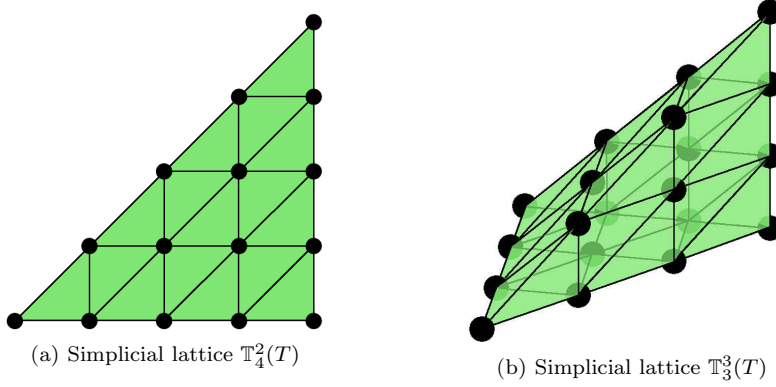 (a) Simplicial lattice 𝕋²₄(T)
(b) Simplicial lattice 𝕋³₃(T)